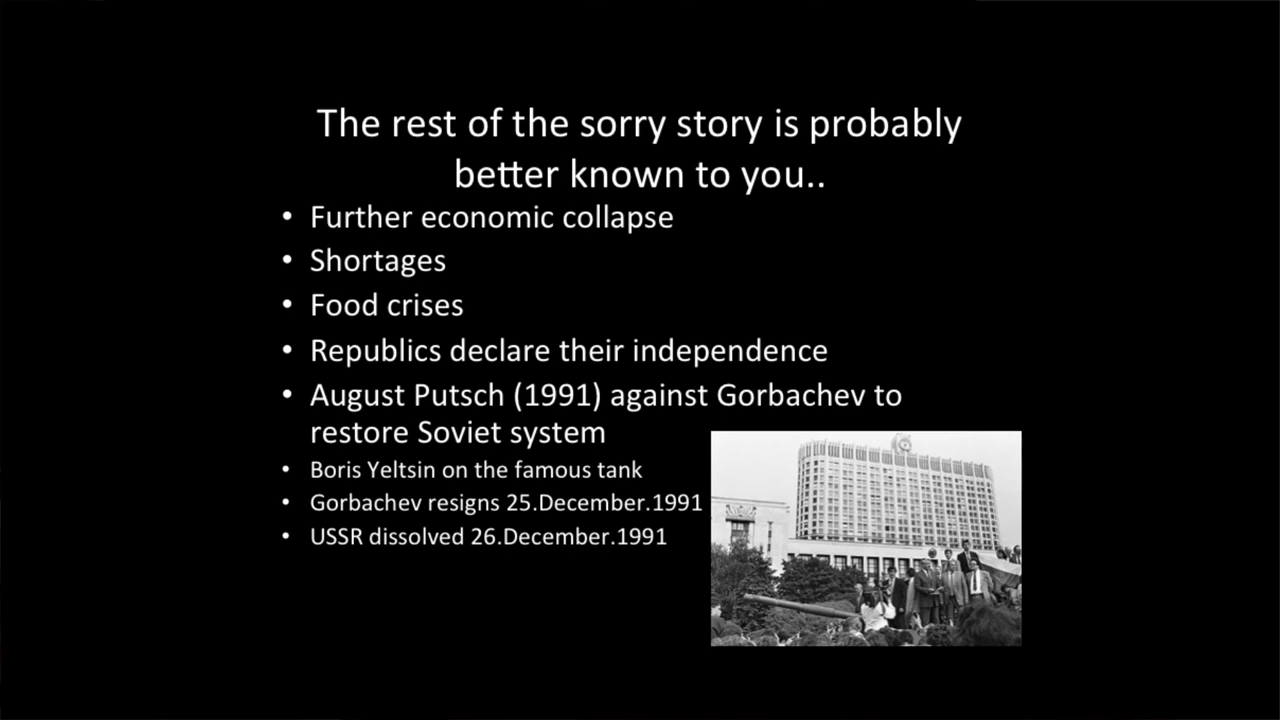 The rest of the sorry story is probably
better known to you..
• Further economic collapse
• Shortages
• Food crises
• Republics declare their independence
• August Putsch (1991) against Gorbachev to
restore Soviet system
• Boris Yeltsin on the famous tank
• Gorbachev resigns 25.December.1991
• USSR dissolved 26.December.1991